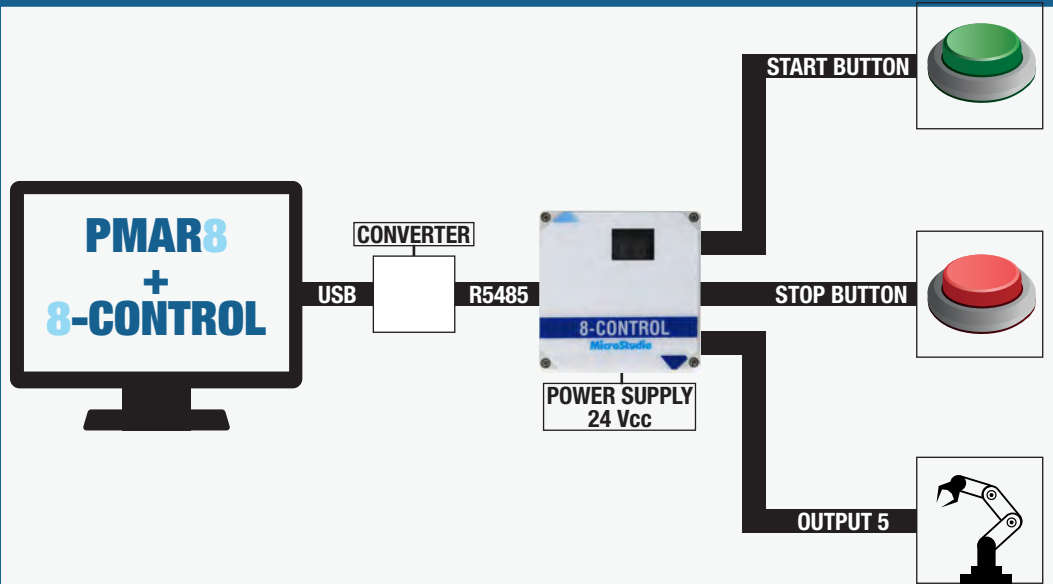 PMAR8
+
8-CONTROL
USB
CONVERTER
R5485
8-CONTROL
MicroStudio
POWER SUPPLY
24 Vcc
START BUTTON
STOP BUTTON
OUTPUT 5